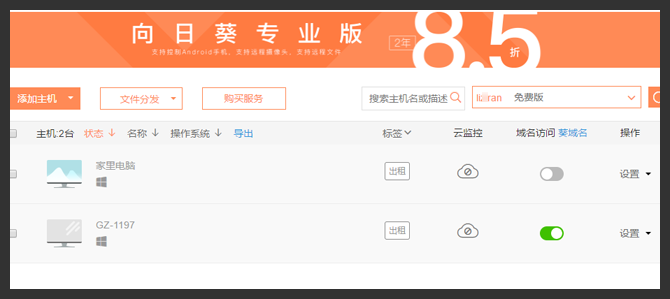 向日葵专业版
支持控制Android手机、支持远程摄像头、支持远程文件
2年
8.5
折
添加主机
文件分发
购买服务
搜索主机名或描述
免费版
主机:2台 状态 ↓ 名称 ↓ 操作系统 ↓ 导出 标签 云监控 域名访问 葵域名 操作
家里电脑
出租
设置
GZ-1197
出租
设置